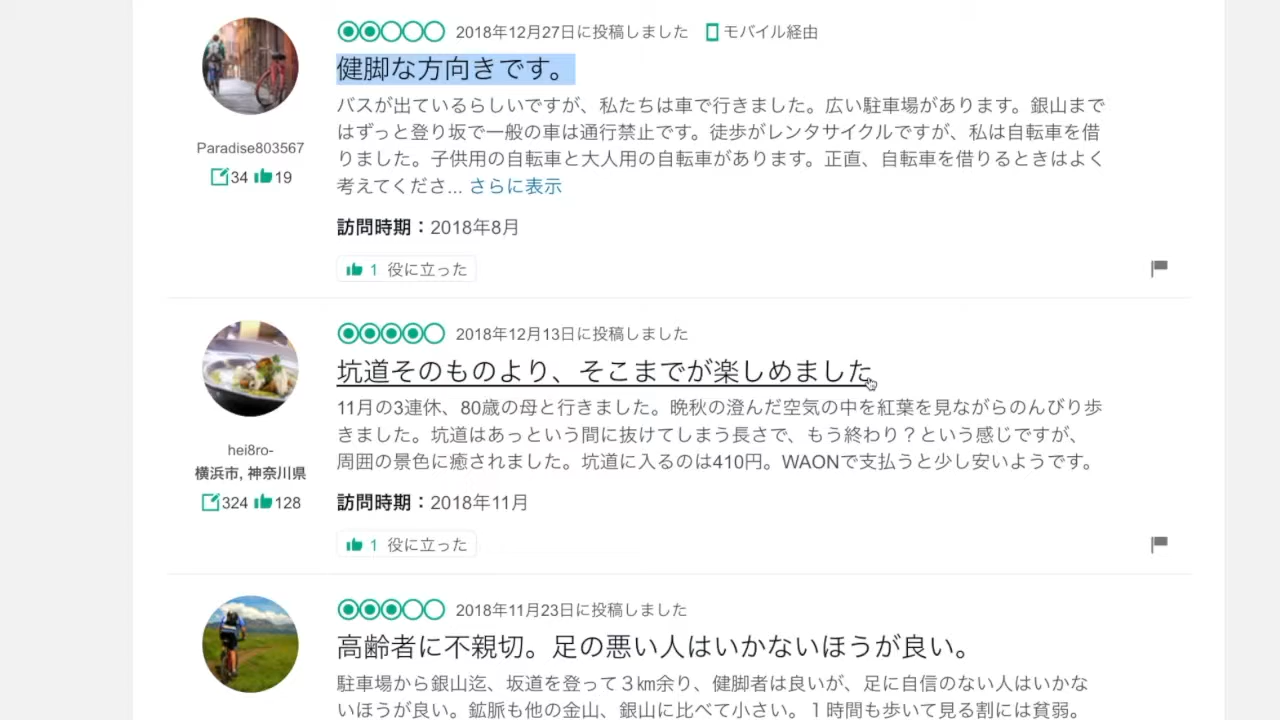 2018年12月27日に投稿しました モバイル経由
健脚な方向きです。
バスが出ているらしいですが、私たちは車で行きました。広い駐車場があります。銀山まで
はずっと登り坂で一般の車は通行禁止です。徒歩がレンタサイクルですが、私は自転車を借
りました。子供用の自転車と大人用の自転車があります。正直、自転車を借りるときはよく
考えてくださ... さらに表示
Paradise803567
34 19
訪問時期：2018年8月
1 役に立った
2018年12月13日に投稿しました
坑道そのものより、そこまでが楽しめました
11月の3連休、80歳の母と行きました。晩秋の澄んだ空気の中を紅葉を見ながらのんびり歩
きました。坑道はあっという間に抜けてしまう長さで、もう終わり？という感じですが、
周囲の景色に癒されました。坑道に入るのは410円。WAONで支払うと少し安いようです。
hei8ro-
横浜市, 神奈川県
324 128
訪問時期：2018年11月
1 役に立った
2018年11月23日に投稿しました
高齢者に不親切。足の悪い人はいかないほうが良い。
駐車場から銀山迄、坂道を登って３㎞余り、健脚者は良いが、足に自信のない人はいかな
いほうが良い。鉱脈も他の金山、銀山に比べて小さい。１時間も歩いて見る割には貧弱。